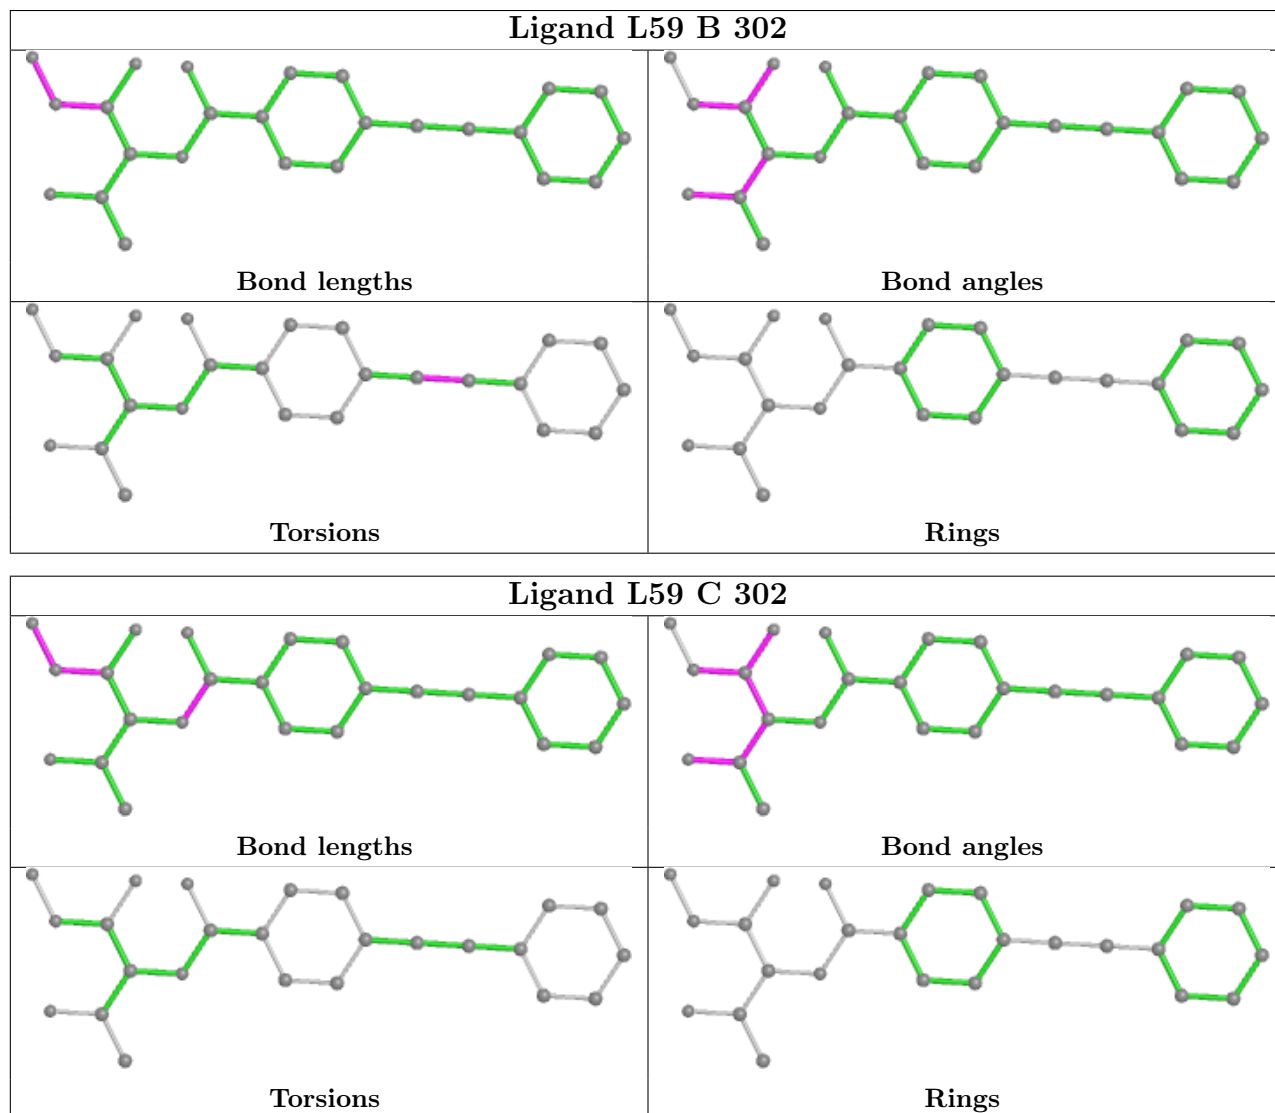 Ligand L59 B 302
Bond lengths
Bond angles
Torsions
Rings
Ligand L59 C 302
Bond lengths
Bond angles
Torsions
Rings